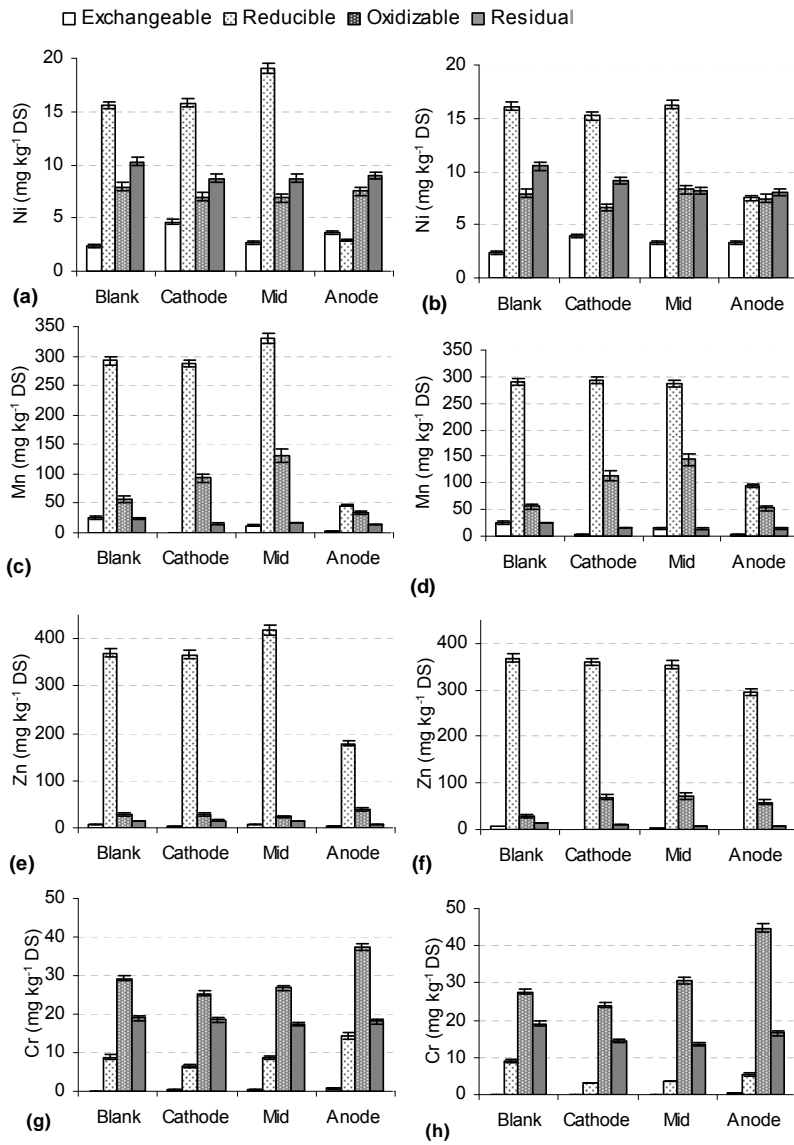 Exchangeable Reducible Oxidizable Residual
20
15
10
5
0
Ni (mg kg-1 DS)
Blank Cathode Mid Anode
(a)
20
15
10
5
0
Ni (mg kg-1 DS)
Blank Cathode Mid Anode
(b)
350
300
250
200
150
100
50
0
Mn (mg kg-1 DS)
Blank Cathode Mid Anode
(c)
350
300
250
200
150
100
50
0
Mn (mg kg-1 DS)
Blank Cathode Mid Anode
(d)
400
300
200
100
0
Zn (mg kg-1 DS)
Blank Cathode Mid Anode
(e)
400
300
200
100
0
Zn (mg kg-1 DS)
Blank Cathode Mid Anode
(f)
50
40
30
20
10
0
Cr (mg kg-1 DS)
Blank Cathode Mid Anode
(g)
50
40
30
20
10
0
Cr (mg kg-1 DS)
Blank Cathode Mid Anode
(h)